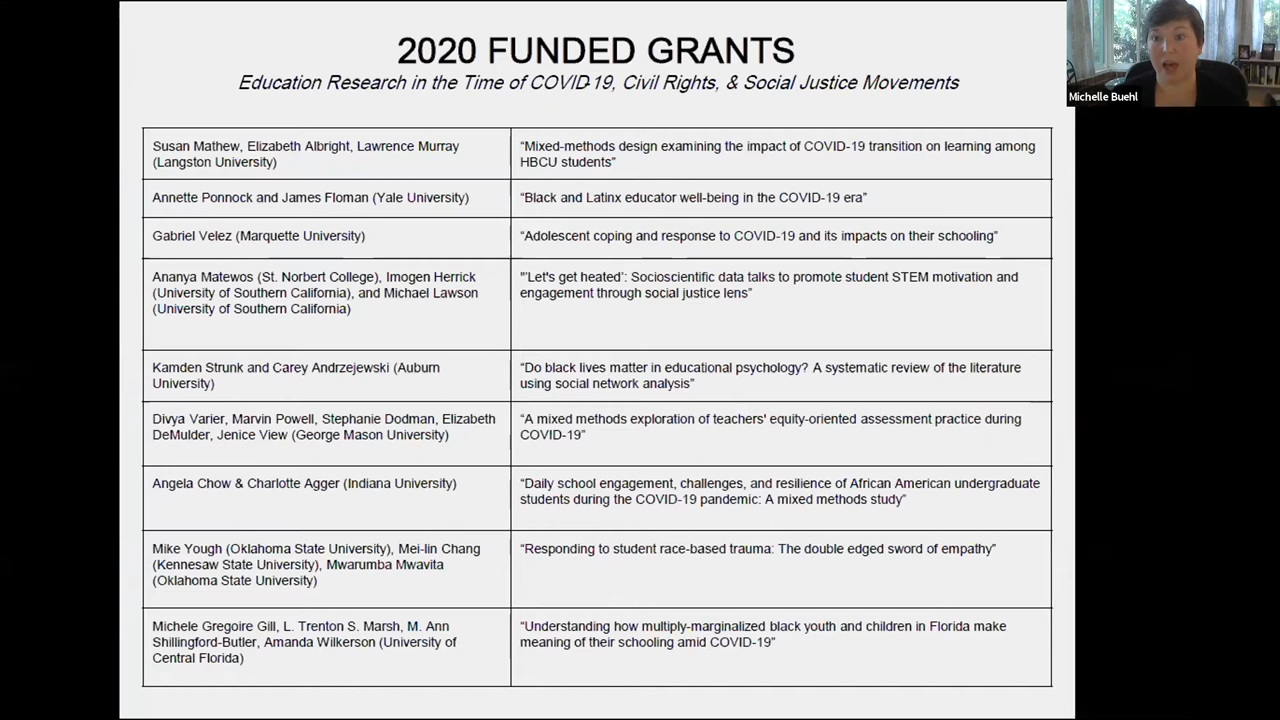 2020 FUNDED GRANTS
Education Research in the Time of COVID-19, Civil Rights, & Social Justice Movements
Michelle Buehl
Susan Mathew, Elizabeth Albright, Lawrence Murray
(Langston University)
“Mixed-methods design examining the impact of COVID-19 transition on learning among
HBCU students”
Annette Ponnock and James Floman (Yale University)
“Black and Latinx educator well-being in the COVID-19 era”
Gabriel Velez (Marquette University)
“Adolescent coping and response to COVID-19 and its impacts on their schooling”
Ananya Matewos (St. Norbert College), Imogen Herrick
(University of Southern California), and Michael Lawson
(University of Southern California)
"'Let's get heated': Socioscientific data talks to promote student STEM motivation and
engagement through social justice lens”
Kamden Strunk and Carey Andrzejewski (Auburn
University)
“Do black lives matter in educational psychology? A systematic review of the literature
using social network analysis”
Divya Varier, Marvin Powell, Stephanie Dodman, Elizabeth
DeMulder, Jenice View (George Mason University)
“A mixed methods exploration of teachers' equity-oriented assessment practice during
COVID-19”
Angela Chow & Charlotte Agger (Indiana University)
“Daily school engagement, challenges, and resilience of African American undergraduate
students during the COVID-19 pandemic: A mixed methods study”
Mike Yough (Oklahoma State University), Mei-lin Chang
(Kennesaw State University), Mwarumba Mwavita
(Oklahoma State University)
“Responding to student race-based trauma: The double edged sword of empathy”
Michele Gregoire Gill, L. Trenton S. Marsh, M. Ann
Shillingford-Butler, Amanda Wilkerson (University of
Central Florida)
“Understanding how multiply-marginalized black youth and children in Florida make
meaning of their schooling amid COVID-19”